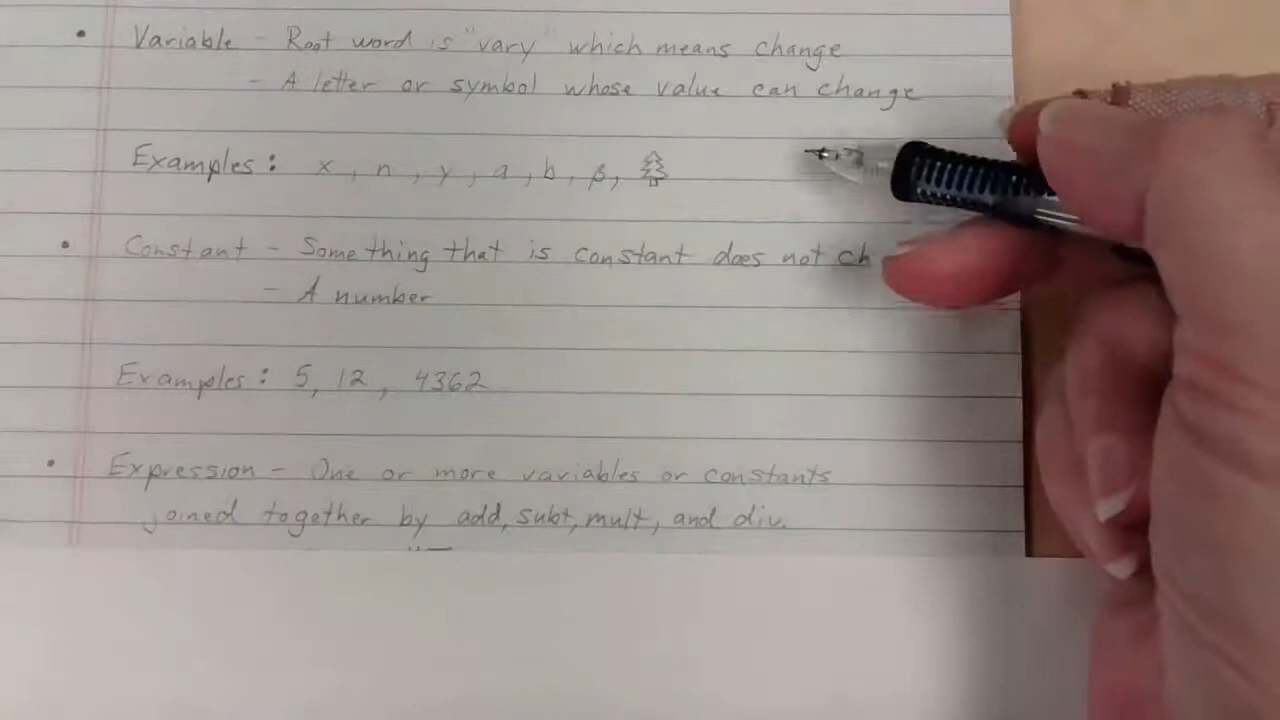 • Variable - Root word is "vary" which means change
- A letter or symbol whose value can change
Examples: x, n, y, a, b, β, 🌲
• Constant - Something that is constant does not ch
- A number
Examples: 5, 12, 4362
• Expression - One or more variables or constants
joined together by add, subt, mult, and div.